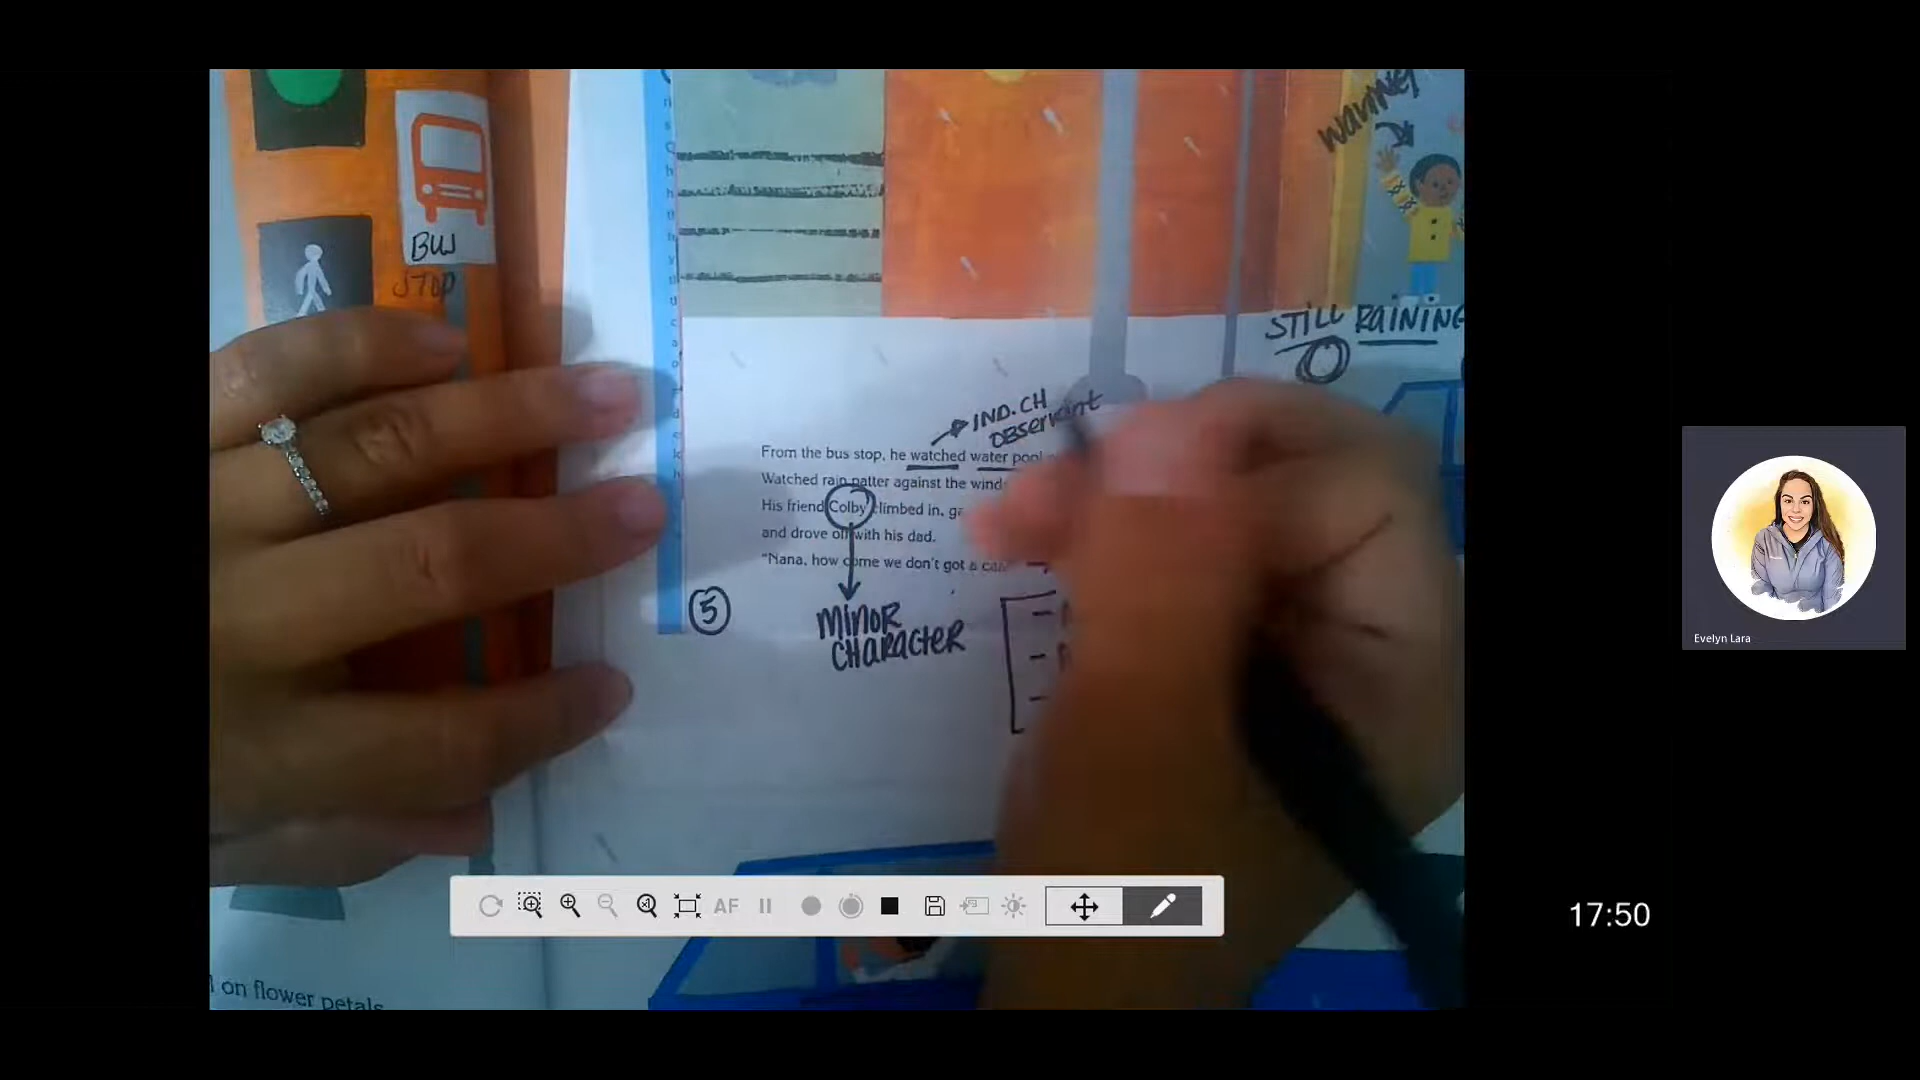 WAVING
BUS
STOP
STILL RAINING
IND. CH
OBServant
From the bus stop, he watched water pool
Watched rain patter against the wind
His friend Colby climbed in, ga
and drove off with his dad.
"Nana, how come we don't got a car
5
MINOR
CHARACTER
on flower petals
AF
17:50
Evelyn Lara